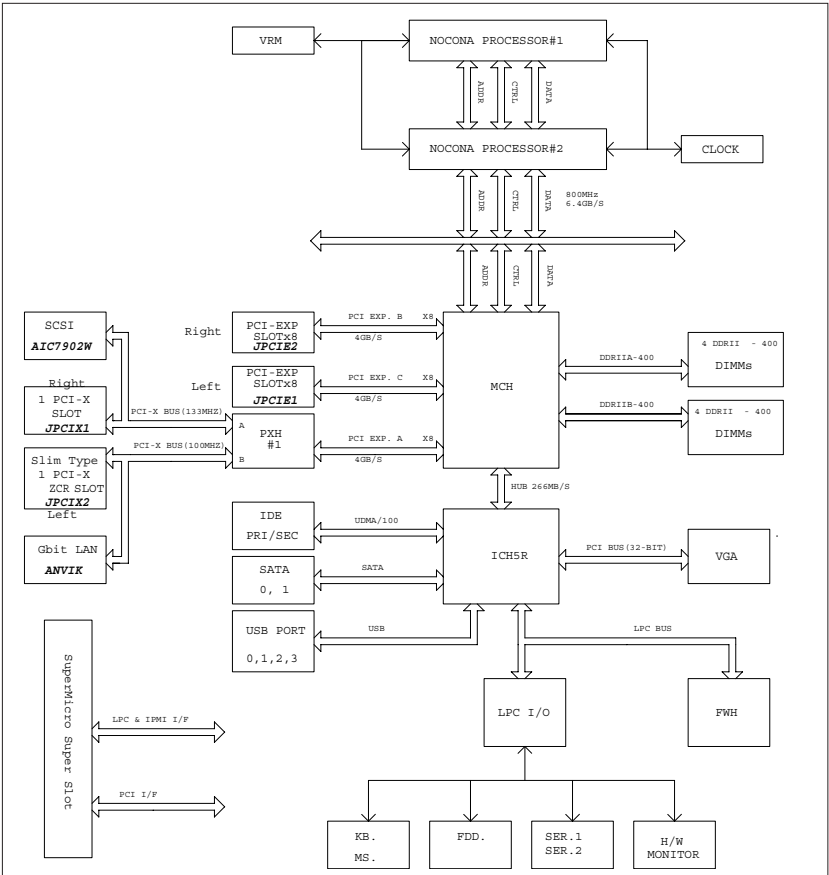 VRM
NOCONA PROCESSOR#1
ADDR
CTRL
DATA
NOCONA PROCESSOR#2
CLOCK
ADDR
CTRL
DATA
800MHz
6.4GB/S
ADDR
CTRL
DATA
SCSI
AIC7902W
Right
PCI-EXP
SLOTx8
JPCIE2
PCI EXP. B X8
4GB/S
MCH
DDRIIA-400
4 DDRII - 400
DIMMs
Right
1 PCI-X
SLOT
JPCIX1
PCI-X BUS(133MHZ)
Left
PCI-EXP
SLOTx8
JPCIE1
PCI EXP. C X8
4GB/S
DDRIIB-400
4 DDRII - 400
DIMMs
A
B
PXH
#1
PCI EXP. A X8
4GB/S
PCI-X BUS(100MHZ)
Slim Type
1 PCI-X
ZCR SLOT
JPCIX2
Left
HUB 266MB/S
Gbit LAN
ANVIK
IDE
PRI/SEC
UDMA/100
ICH5R
PCI BUS(32-BIT)
VGA
SATA
0, 1
SATA
USB PORT
0,1,2,3
USB
LPC BUS
SuperMicro Super Slot
LPC & IPMI I/F
PCI I/F
LPC I/O
FWH
KB.
MS.
FDD.
SER.1
SER.2
H/W
MONITOR